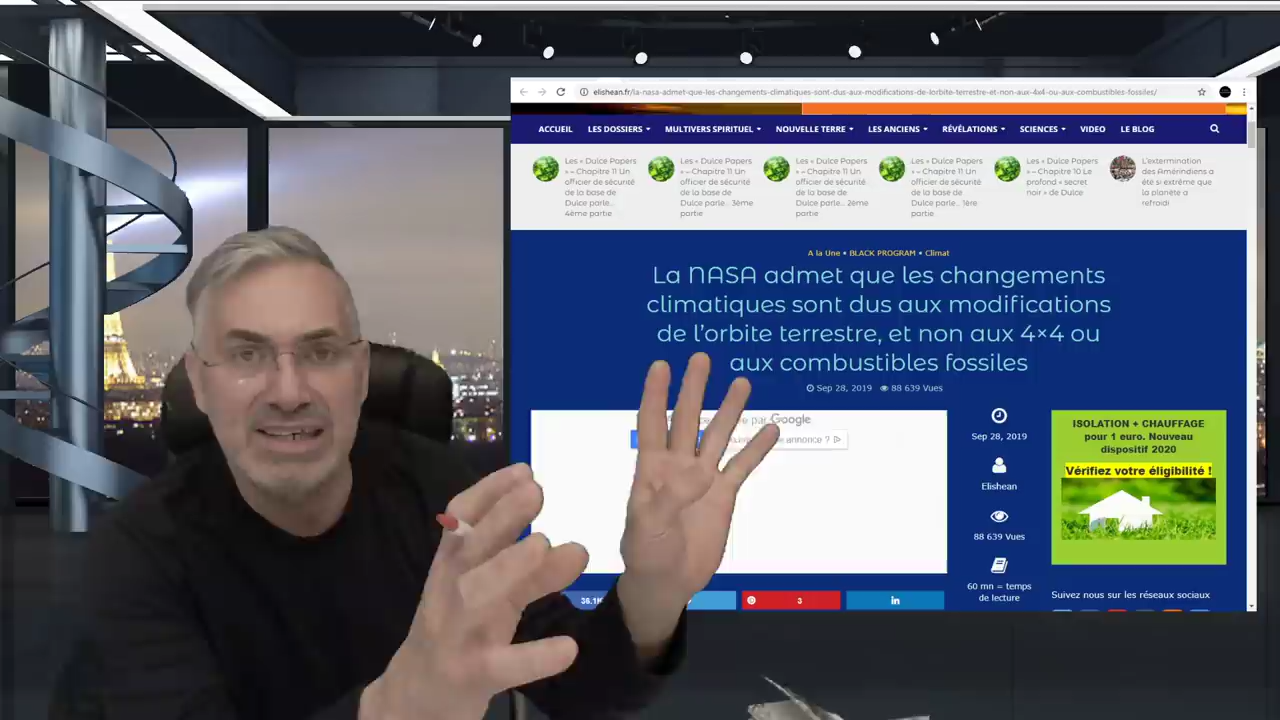 elishean.fr/la-nasa-admet-que-les-changements-climatiques-sont-dus-aux-modifications-de-lorbite-terrestre-et-non-aux-4x4-ou-aux-combustibles-fossiles/
ACCUEIL LES DOSSIERS MULTIVERS SPIRITUEL NOUVELLE TERRE LES ANCIENS RÉVÉLATIONS SCIENCES VIDEO LE BLOG
Les « Dulce Papers
» – Chapitre 11 Un
officier de sécurité
de la base de
Dulce parle...
4ème partie
Les « Dulce Papers
» – Chapitre 11 Un
officier de sécurité
de la base de
Dulce parle... 3ème
partie
Les « Dulce Papers
» – Chapitre 11 Un
officier de sécurité
de la base de
Dulce parle... 2ème
partie
Les « Dulce Papers
» – Chapitre 11 Un
officier de sécurité
de la base de
Dulce parle... 1ère
partie
Les « Dulce Papers
» – Chapitre 10 Le
profond « secret
noir » de Dulce
L'extermination
des Amérindiens a
été si extrême que
la planète a
refroidi
A la Une • BLACK PROGRAM • Climat
La NASA admet que les changements
climatiques sont dus aux modifications
de l'orbite terrestre, et non aux 4×4 ou
aux combustibles fossiles
Sep 28, 2019 88 639 Vues
par Google
annonce ?
Sep 28, 2019
Elishean
88 639 Vues
60 mn = temps
de lecture
ISOLATION + CHAUFFAGE
pour 1 euro. Nouveau
dispositif 2020
Vérifiez votre éligibilité !
Suivez nous sur les réseaux sociaux
36.1K
3
in